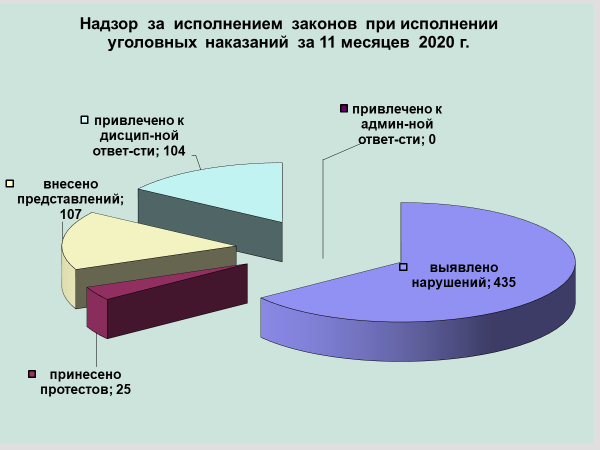 Надзор за исполнением законов при исполнении
уголовных наказаний за 11 месяцев 2020 г.
привлечено к
дисцип-ной
ответ-сти; 104
привлечено к
админ-ной
ответ-сти; 0
внесено
представлений;
107
выявлено
нарушений; 435
принесено
протестов; 25